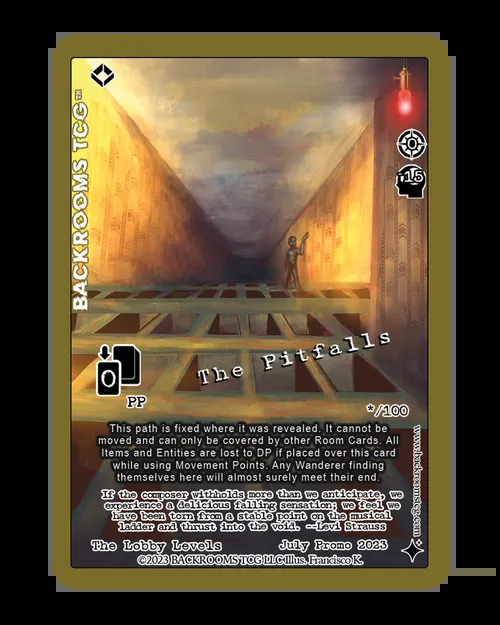 BACKROOMS TCG™
0
15
The Pitfalls
0
PP
*/100
This path is fixed where it was revealed. It cannot be
moved and can only be covered by other Room Cards. All
Items and Entities are lost to DP if placed over this card
while using Movement Points. Any Wanderer finding
themselves here will almost surely meet their end.
If the composer withholds more than we anticipate, we
experience a delicious falling sensation; we feel we
have been torn from a stable point on the musical
ladder and thrust into the void. --Levi Strauss
The Lobby Levels July Promo 2023
©2023 BACKROOMS TCG LLC Illus. Francisco K.
www.backroomstcg.com